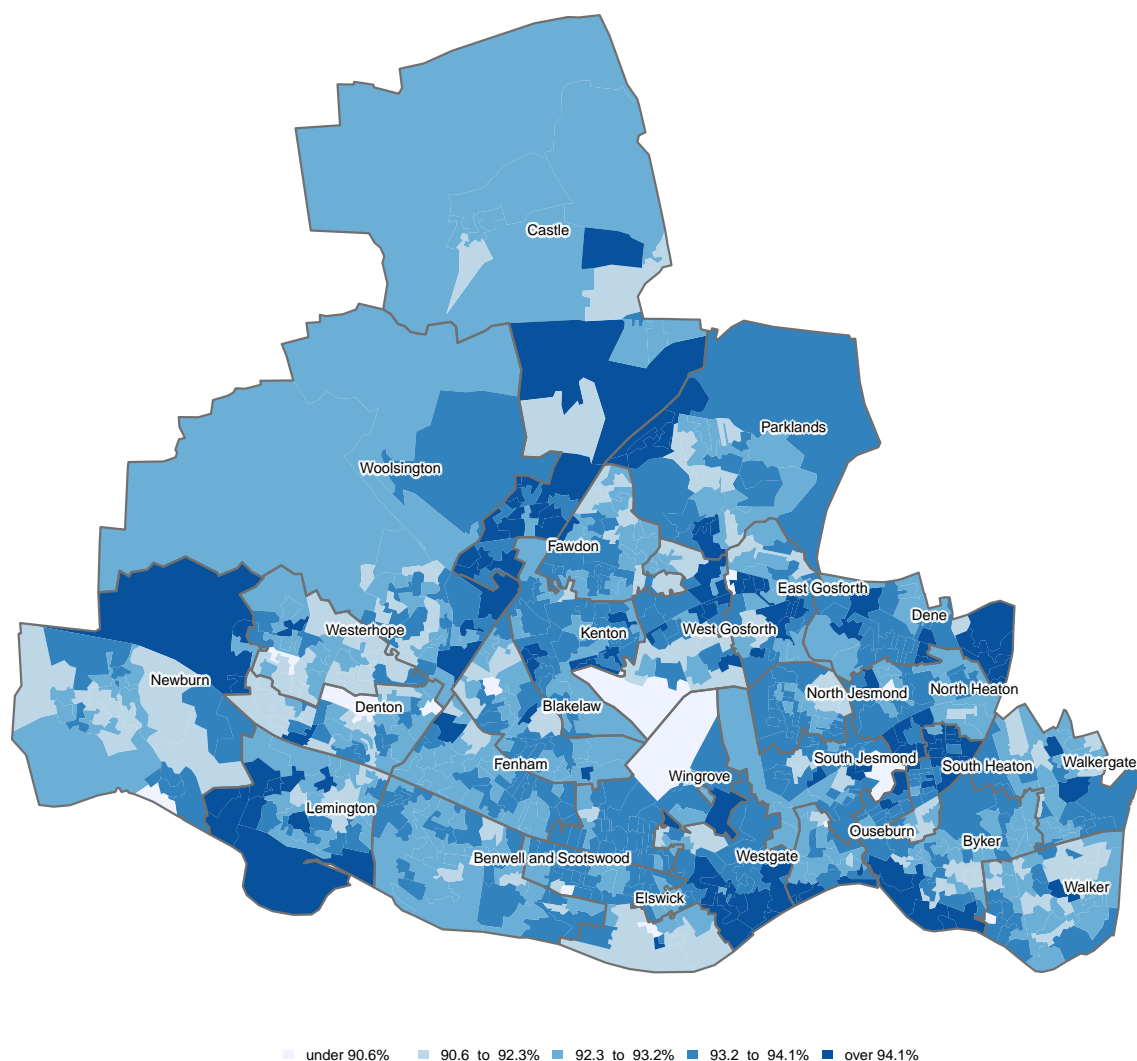 Castle
Parklands
Woolsington
Fawdon
East Gosforth
Dene
Westerhope
Kenton
West Gosforth
Newburn
North Jesmond
North Heaton
Denton
Blakelaw
South Jesmond
Walkergate
Fenham
South Heaton
Wingrove
Lemington
Ouseburn
Byker
Benwell and Scotswood
Westgate
Walker
Elswick
under 90.6% 90.6 to 92.3% 92.3 to 93.2% 93.2 to 94.1% over 94.1%